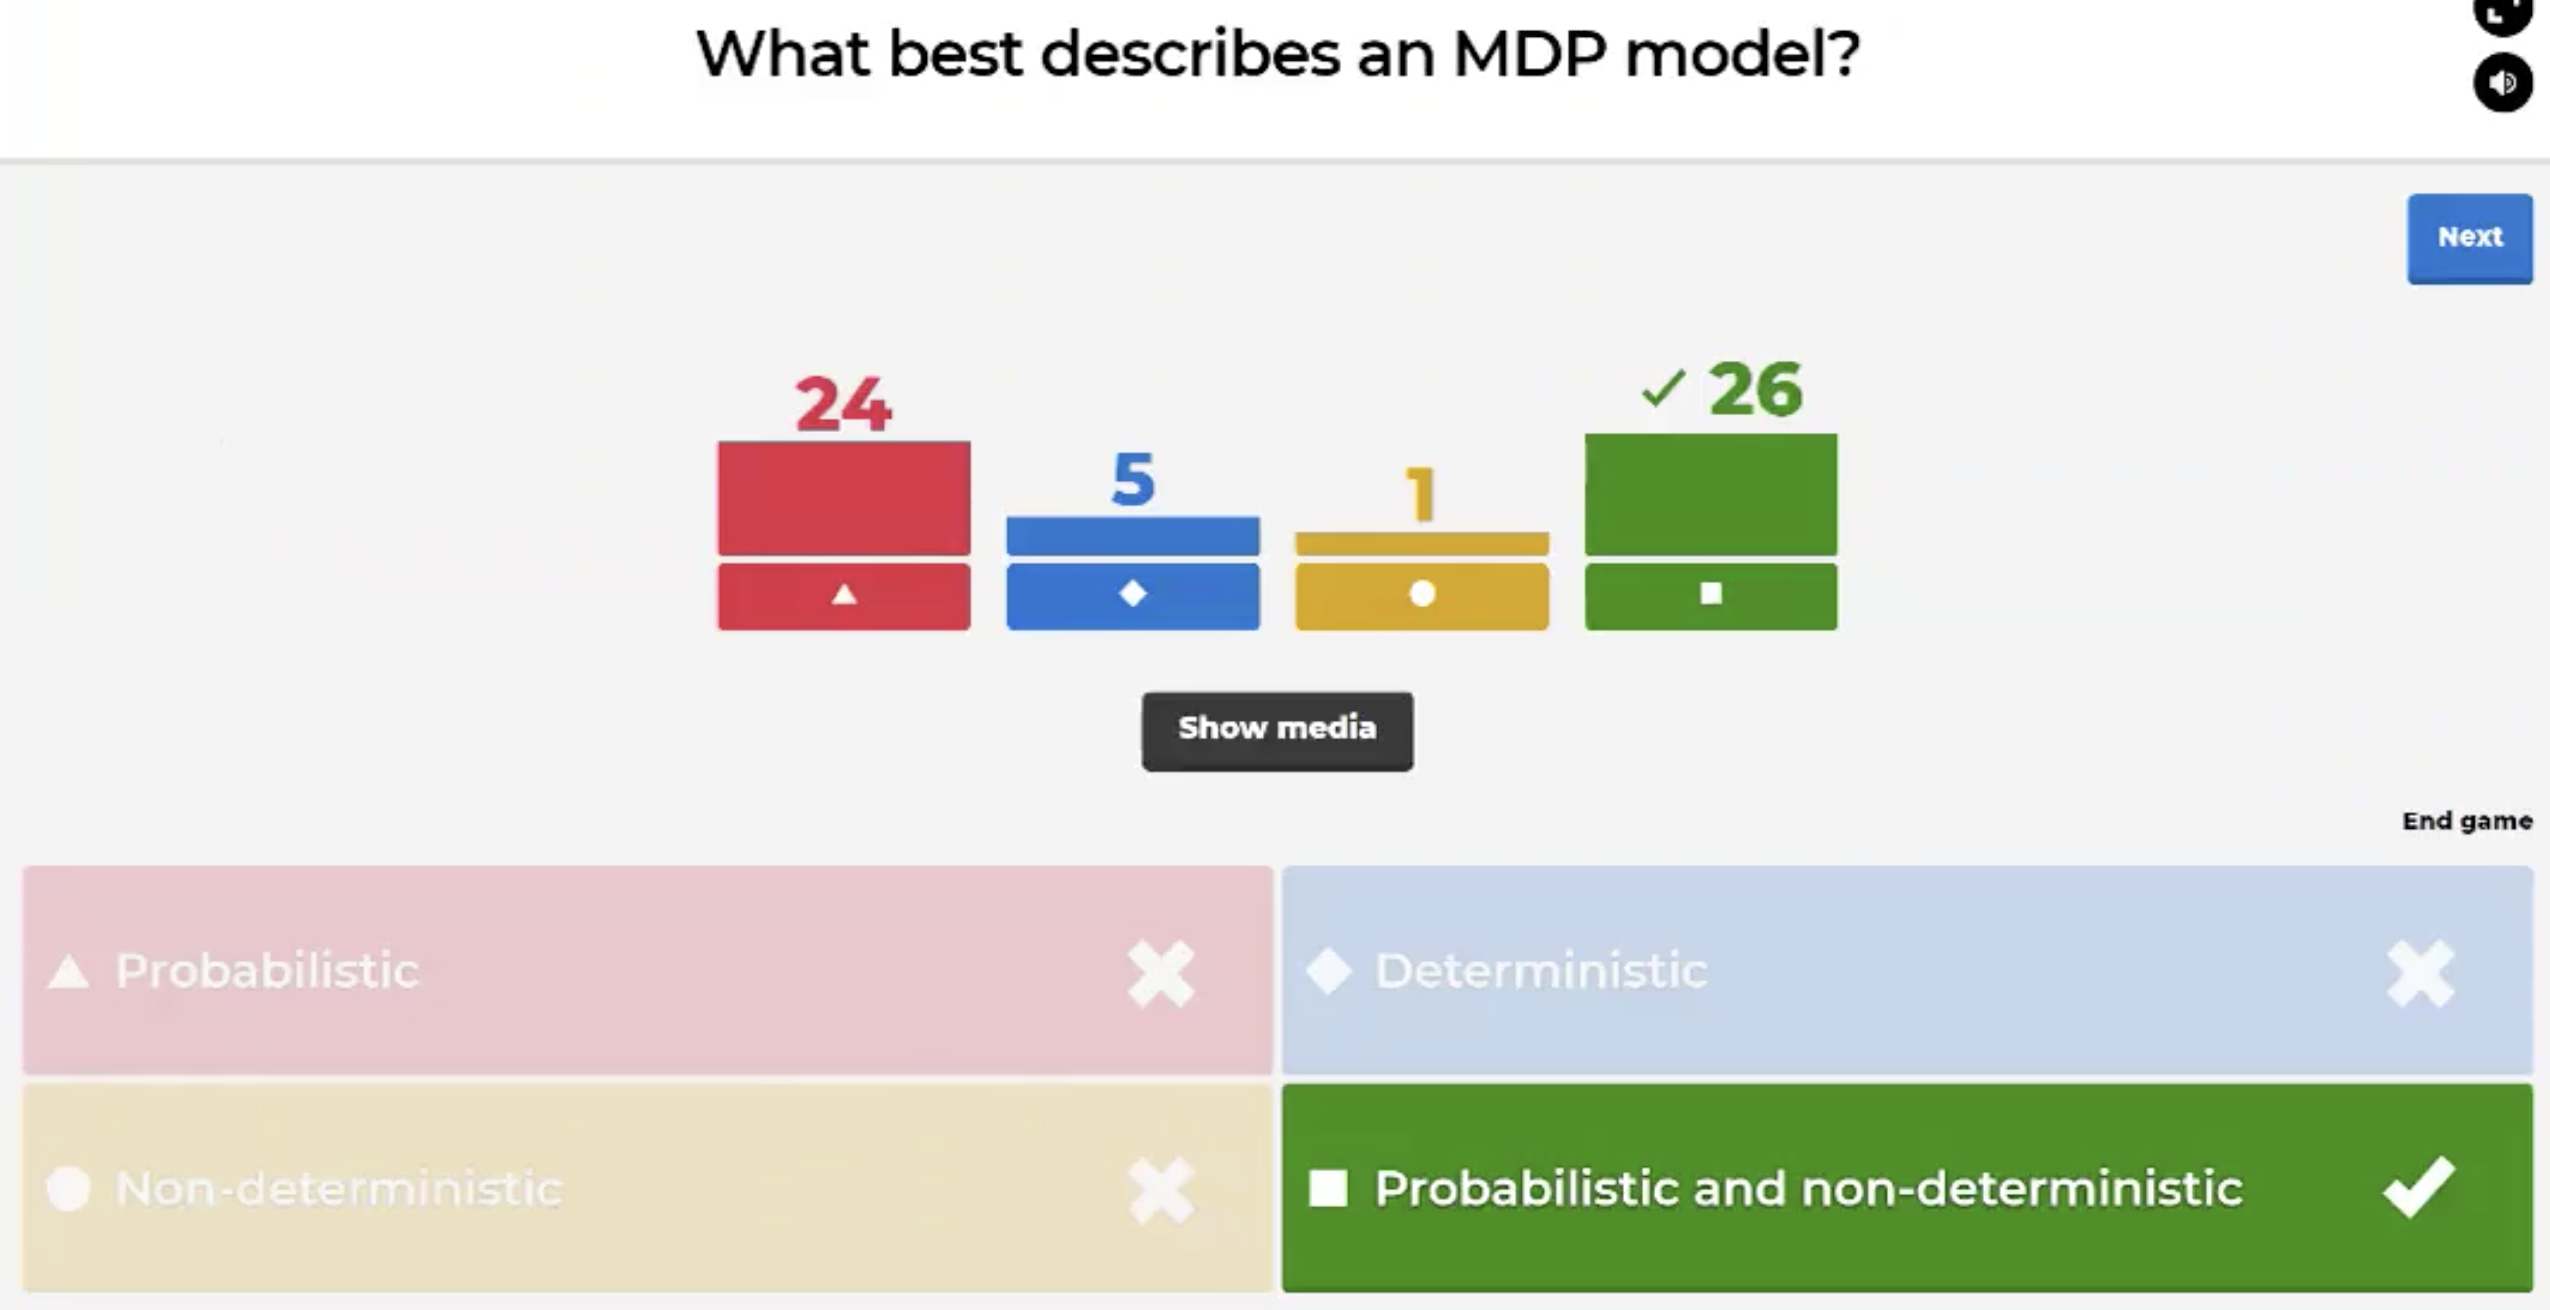 What best describes an MDP model?
Next
24
5
1
26
Show media
End game
Probabilistic
Deterministic
Non-deterministic
Probabilistic and non-deterministic